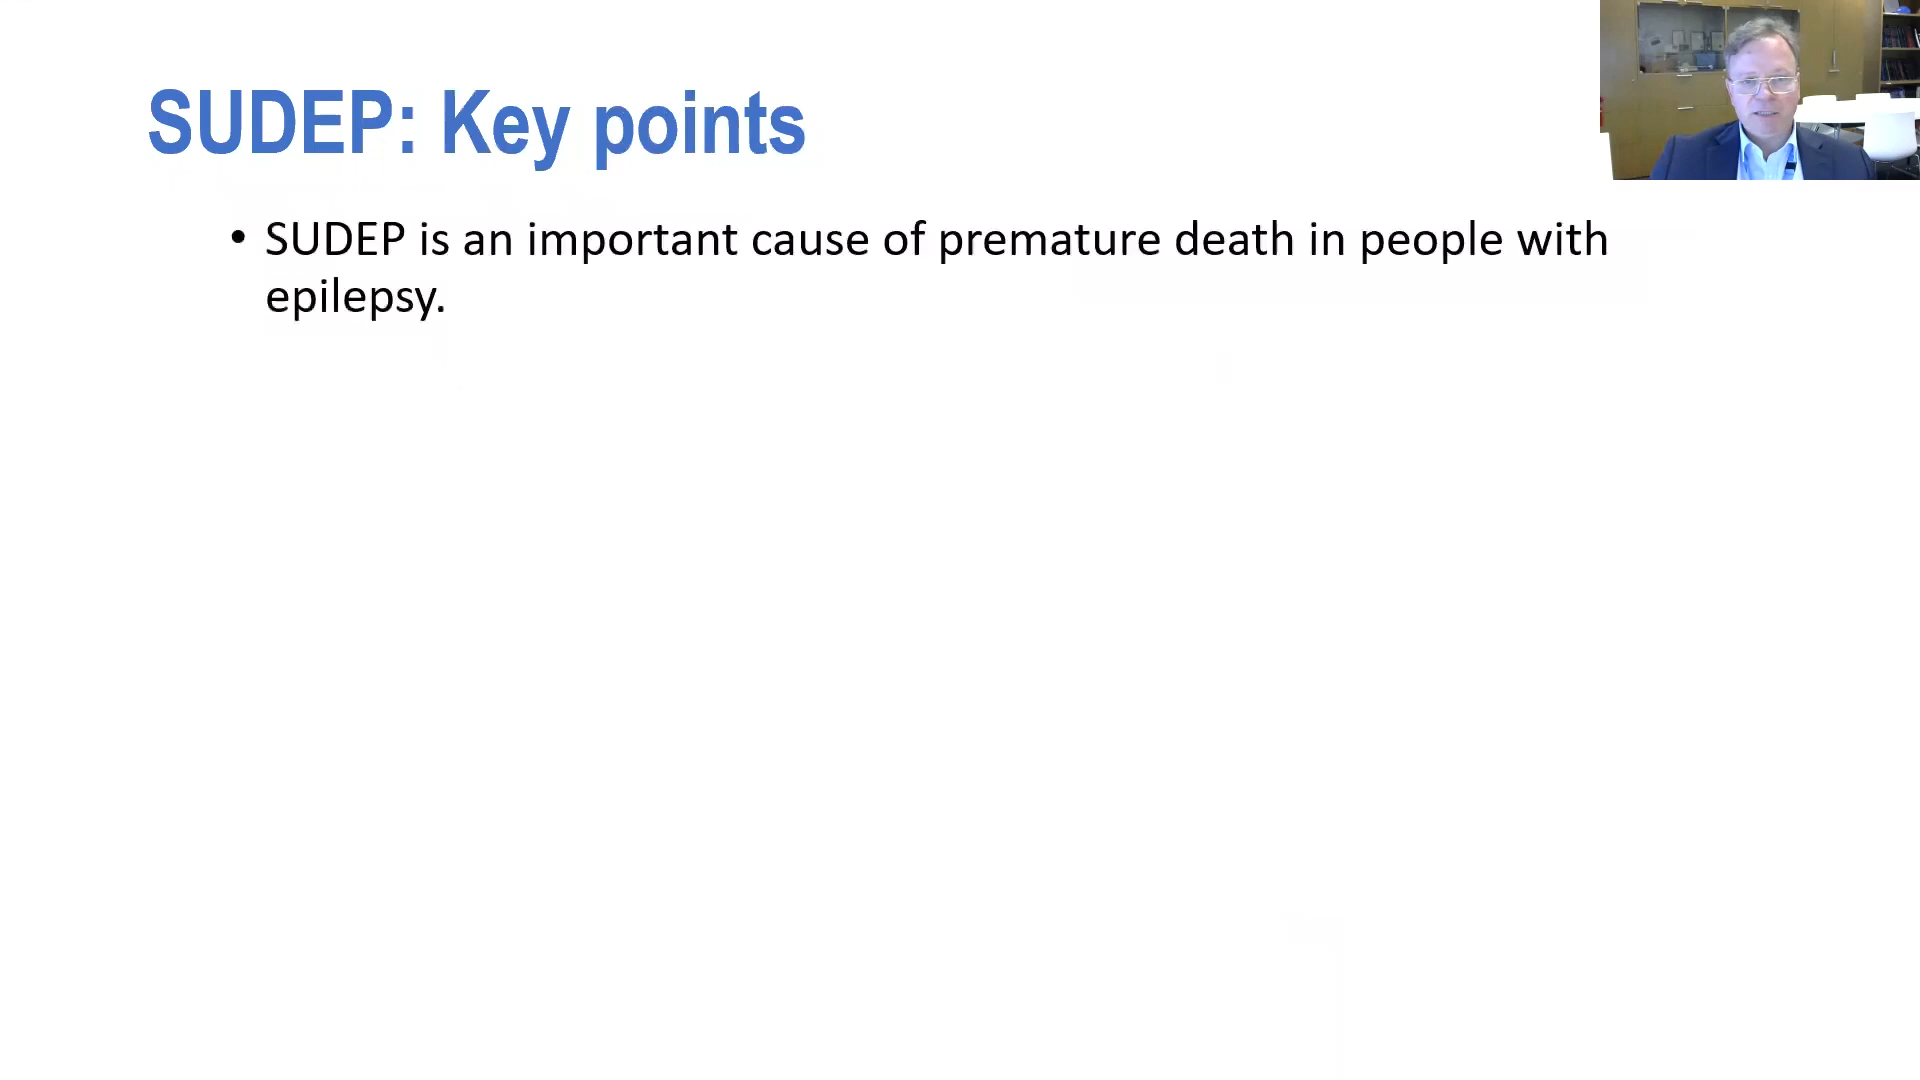 SUDEP: Key points
• SUDEP is an important cause of premature death in people with
epilepsy.